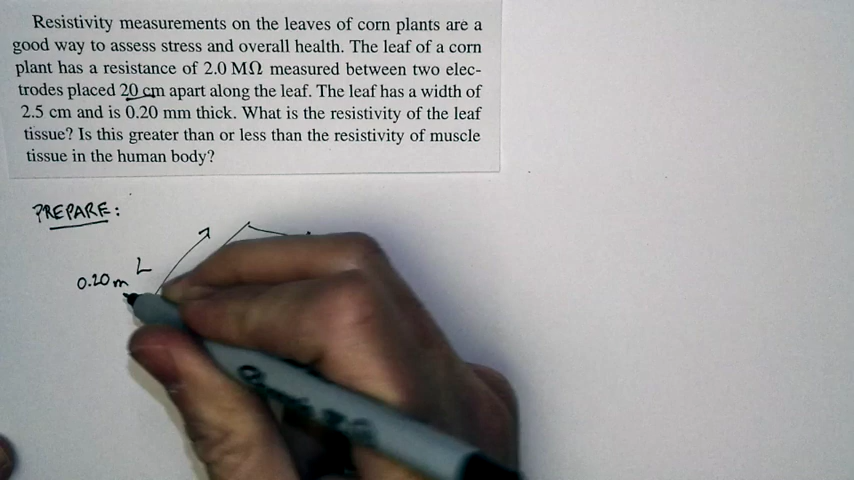 Resistivity measurements on the leaves of corn plants are a
good way to assess stress and overall health. The leaf of a corn
plant has a resistance of 2.0 MΩ measured between two elec-
trodes placed 20 cm apart along the leaf. The leaf has a width of
2.5 cm and is 0.20 mm thick. What is the resistivity of the leaf
tissue? Is this greater than or less than the resistivity of muscle
tissue in the human body?
PREPARE:
L
0.20m